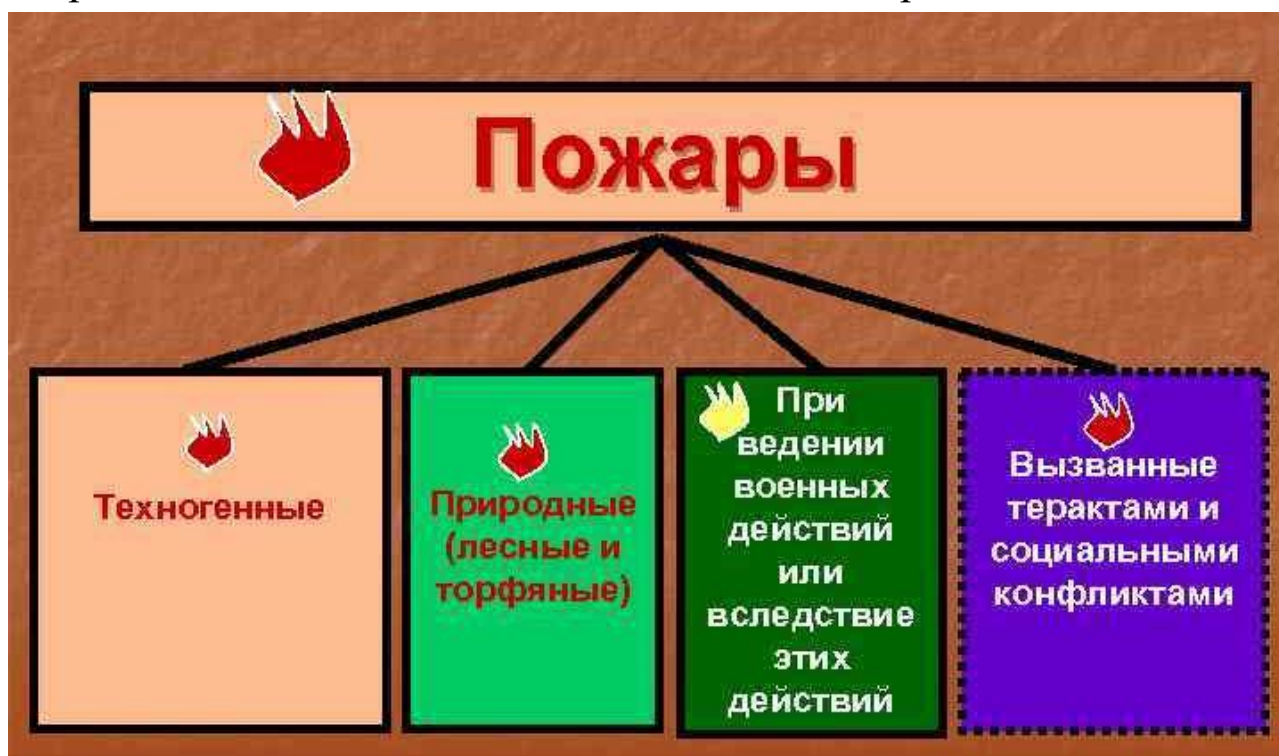 Пожары
Техногенные
Природные
(лесные и
торфяные)
При
ведении
военных
действий
или
вследствие
этих
действий
Вызванные
терактами и
социальными
конфликтами